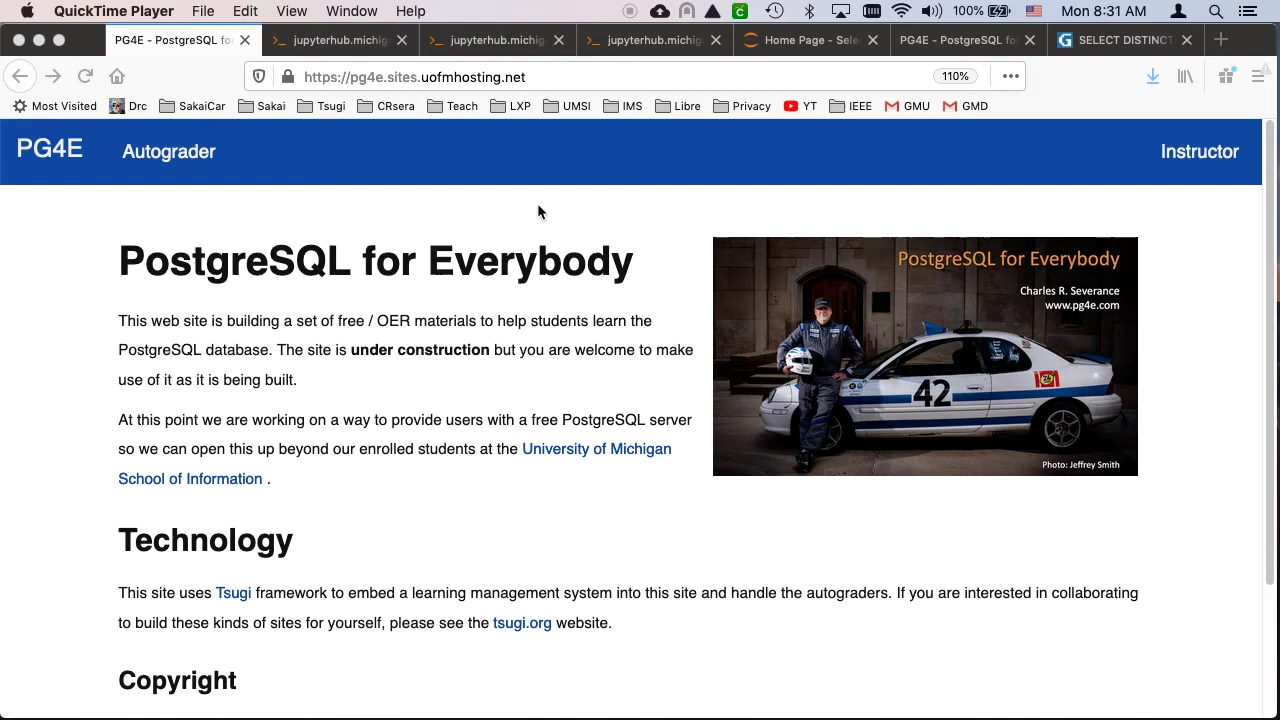 QuickTime Player File Edit View Window Help 100% Mon 8:31 AM
PG4E - PostgreSQL fo jupyterhub.michig jupyterhub.michig jupyterhub.michig Home Page - Sele PG4E - PostgreSQL fo SELECT DISTINCT
https://pg4e.sites.uofmhosting.net 110%
Most Visited Drc SakaiCar Sakai Tsugi CRsera Teach LXP UMSI IMS Libre Privacy YT IEEE GMU GMD
PG4E Autograder Instructor
PostgreSQL for Everybody
This web site is building a set of free / OER materials to help students learn the
PostgreSQL database. The site is under construction but you are welcome to make
use of it as it is being built.
At this point we are working on a way to provide users with a free PostgreSQL server
so we can open this up beyond our enrolled students at the University of Michigan
School of Information .
PostgreSQL for Everybody
Charles R. Severance
www.pg4e.com
42
Photo: Jeffrey Smith
Technology
This site uses Tsugi framework to embed a learning management system into this site and handle the autograders. If you are interested in collaborating
to build these kinds of sites for yourself, please see the tsugi.org website.
Copyright